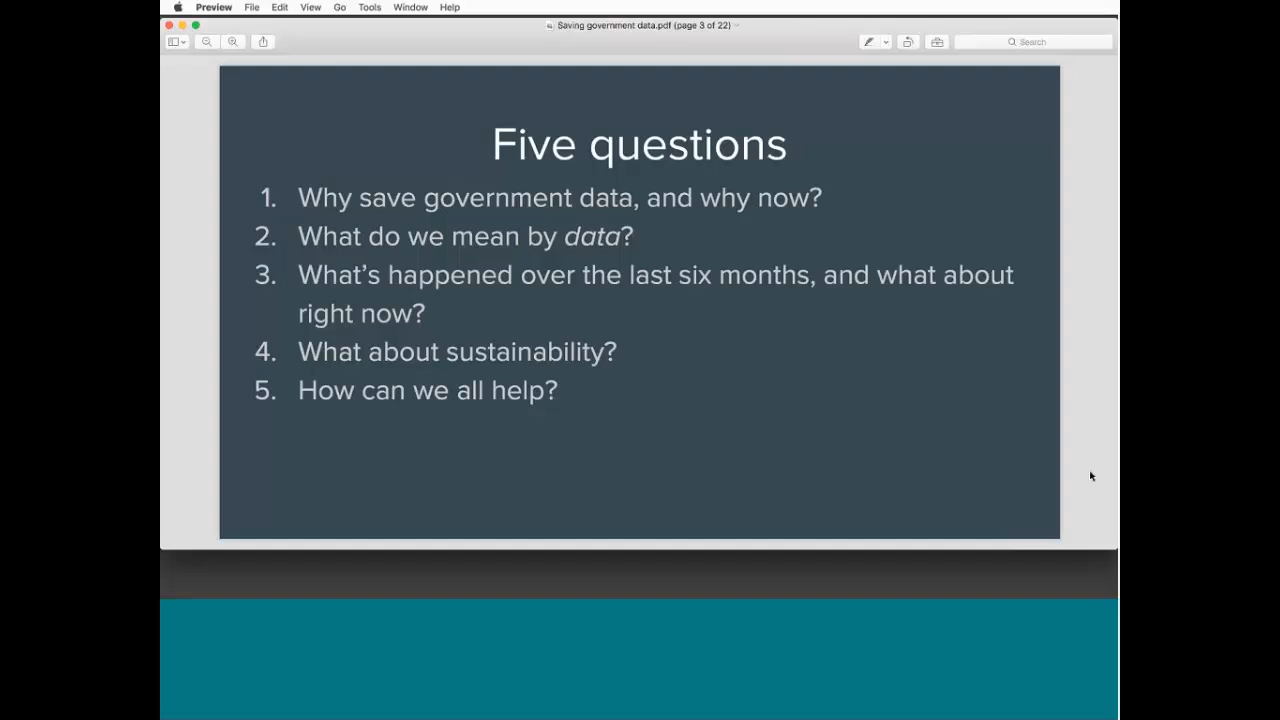 Preview File Edit View Go Tools Window Help
Saving government data.pdf (page 3 of 22)
Search
Five questions
1. Why save government data, and why now?
2. What do we mean by data?
3. What's happened over the last six months, and what about
right now?
4. What about sustainability?
5. How can we all help?